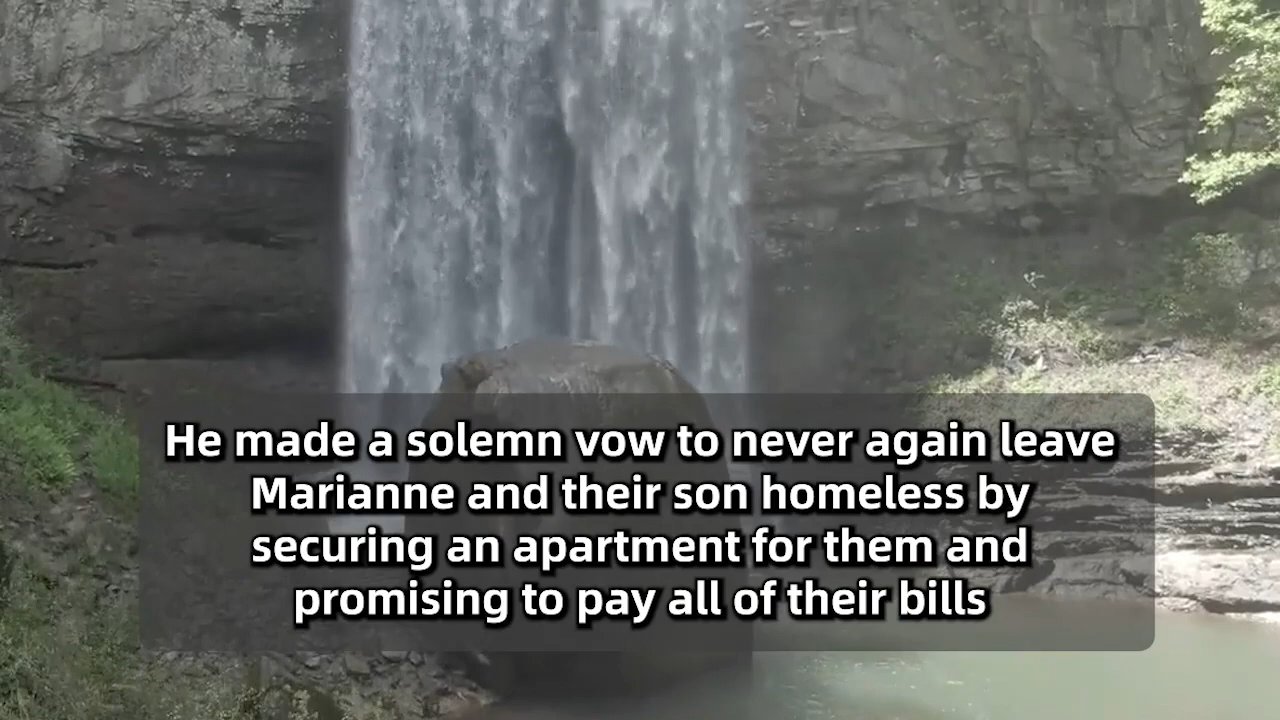 He made a solemn vow to never again leave
Marianne and their son homeless by
securing an apartment for them and
promising to pay all of their bills